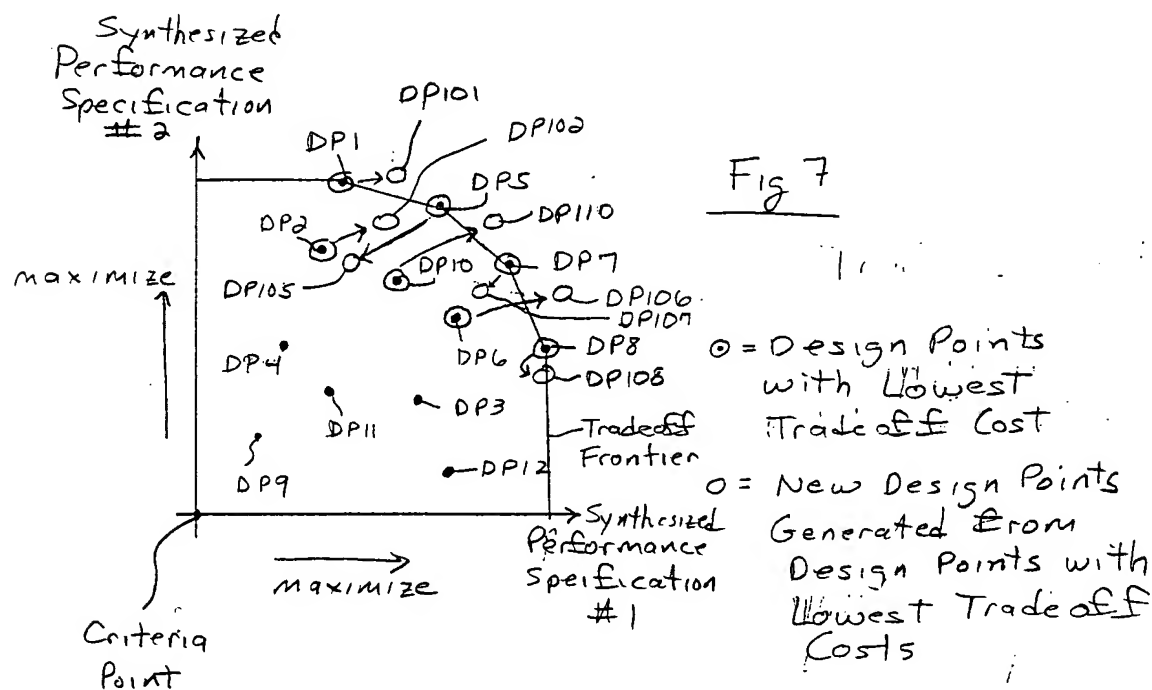 Synthesized
Performance
Specification
# 2
DP101
DP102
DP1
DP5
DP110
DP2
DP7
DP105
DP10
DP106
DP107
DP6
DP8
DP108
maximize
DP4
DP11
DP3
DP9
DP12
Tradeoff
Frontier
Synthesized
Performance
Specification
# 1
maximize
Criteria
Point
Fig 7
= Design Points
with Lowest
Tradeoff Cost
= New Design Points
Generated from
Design Points with
Lowest Tradeoff
Costs